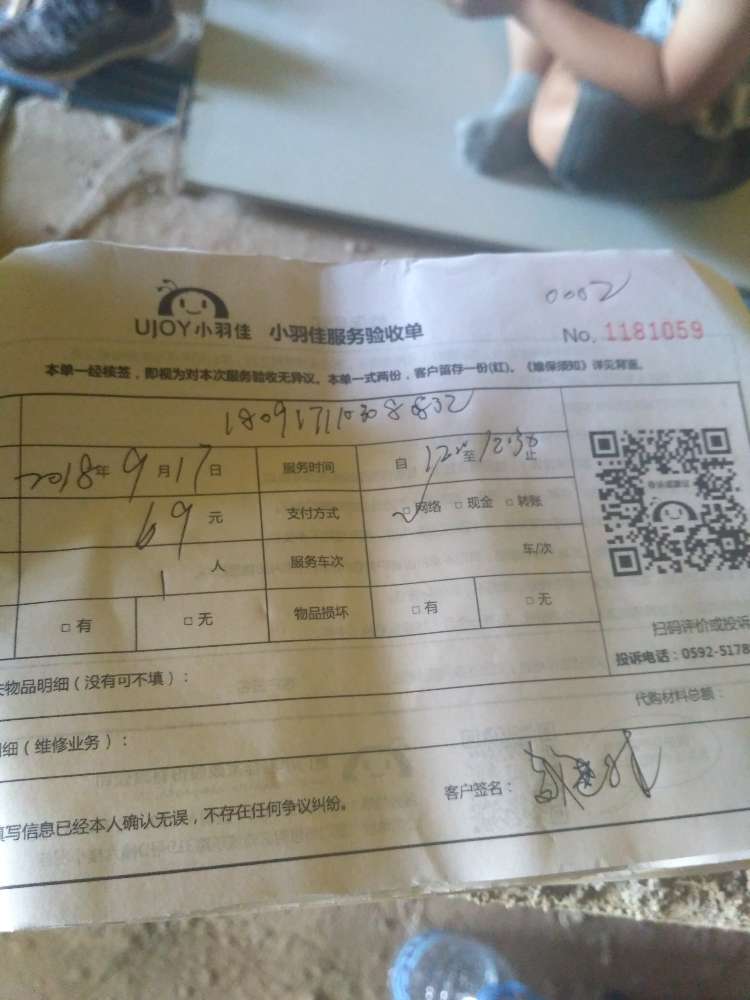 0002
UJOY小羽佳 小羽佳服务验收单 No. 1181059
本单一经核签，即视为对本次服务验收无异议。本单一式两份，客户留存一份(红)。《维保须知》详见背面。
2018年9月17日 服务时间 自 至 止
69元 支付方式 □网络 □现金 □转账
1人 服务车次 车/次
□有 □无 物品损坏 □有 □无
扫码评价或投诉
投诉电话：0592-5178
物品明细（没有可不填）：
代购材料总额：
细（维修业务）：
客户签名：
填写信息已经本人确认无误，不存在任何争议纠纷。